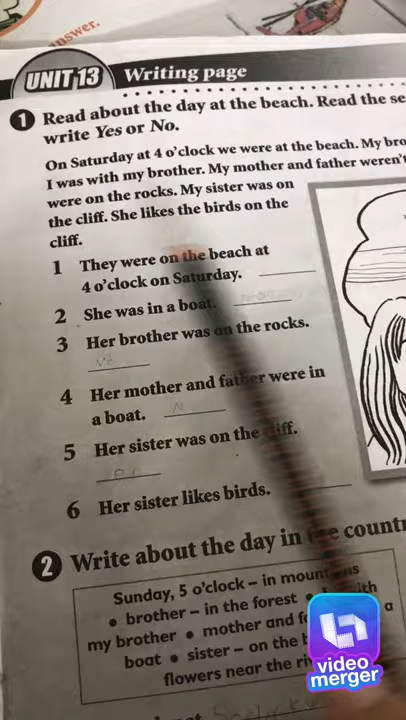 nswer.
UNIT 13 Writing page
1 Read about the day at the beach. Read the se
write Yes or No.
On Saturday at 4 o'clock we were at the beach. My bro
I was with my brother. My mother and father weren't
were on the rocks. My sister was on
the cliff. She likes the birds on the
cliff.
1 They were on the beach at
4 o'clock on Saturday.
2 She was in a boat.
3 Her brother was on the rocks.
4 Her mother and father were in
a boat.
5 Her sister was on the cliff.
6 Her sister likes birds.
2 Write about the day in the countr
Sunday, 5 o'clock – in mountains
• brother – in the forest • with
my brother • mother and f a
boat • sister – on the b
flowers near the ri
video
merger